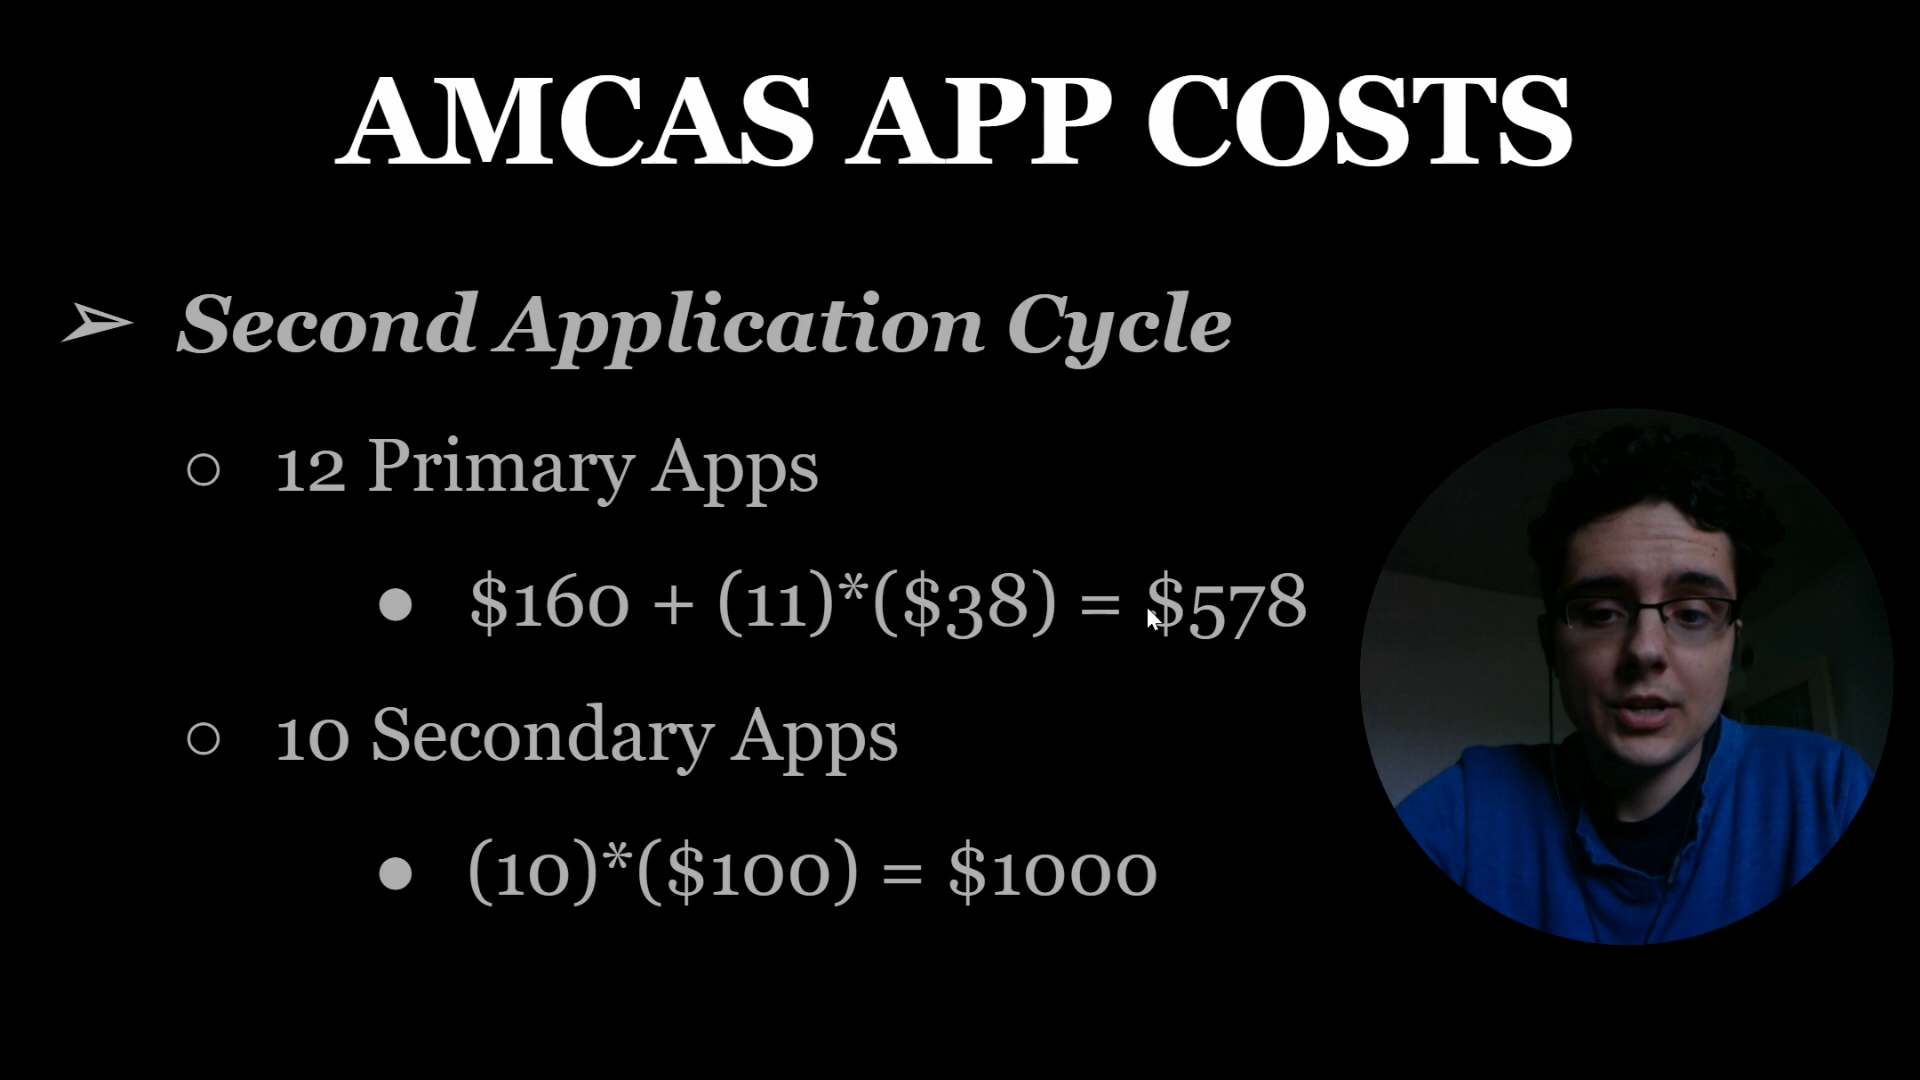 AMCAS APP COSTS
➢ Second Application Cycle
○ 12 Primary Apps
● $160 + (11)*($38) = $578
○ 10 Secondary Apps
● (10)*($100) = $1000